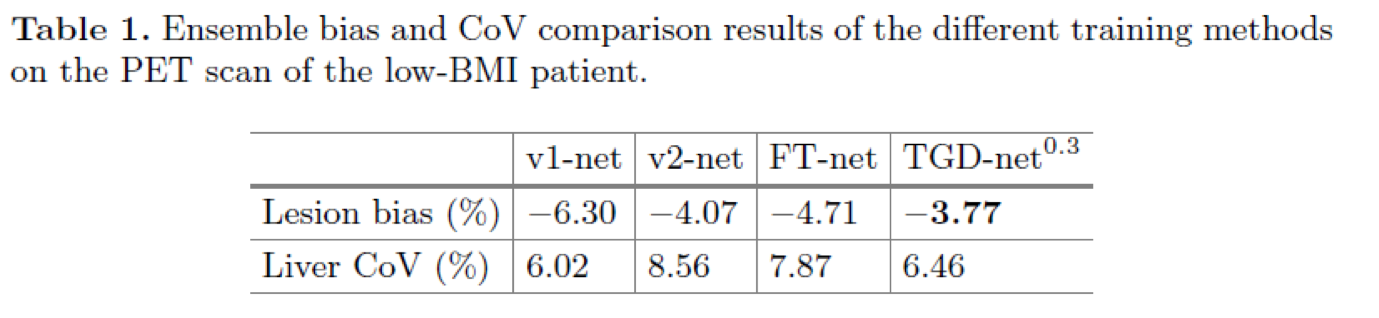 Table 1. Ensemble bias and CoV comparison results of the different training methods
on the PET scan of the low-BMI patient.
v1-net v2-net FT-net TGD-net^0.3
Lesion bias (%) −6.30 −4.07 −4.71 −3.77
Liver CoV (%) 6.02 8.56 7.87 6.46